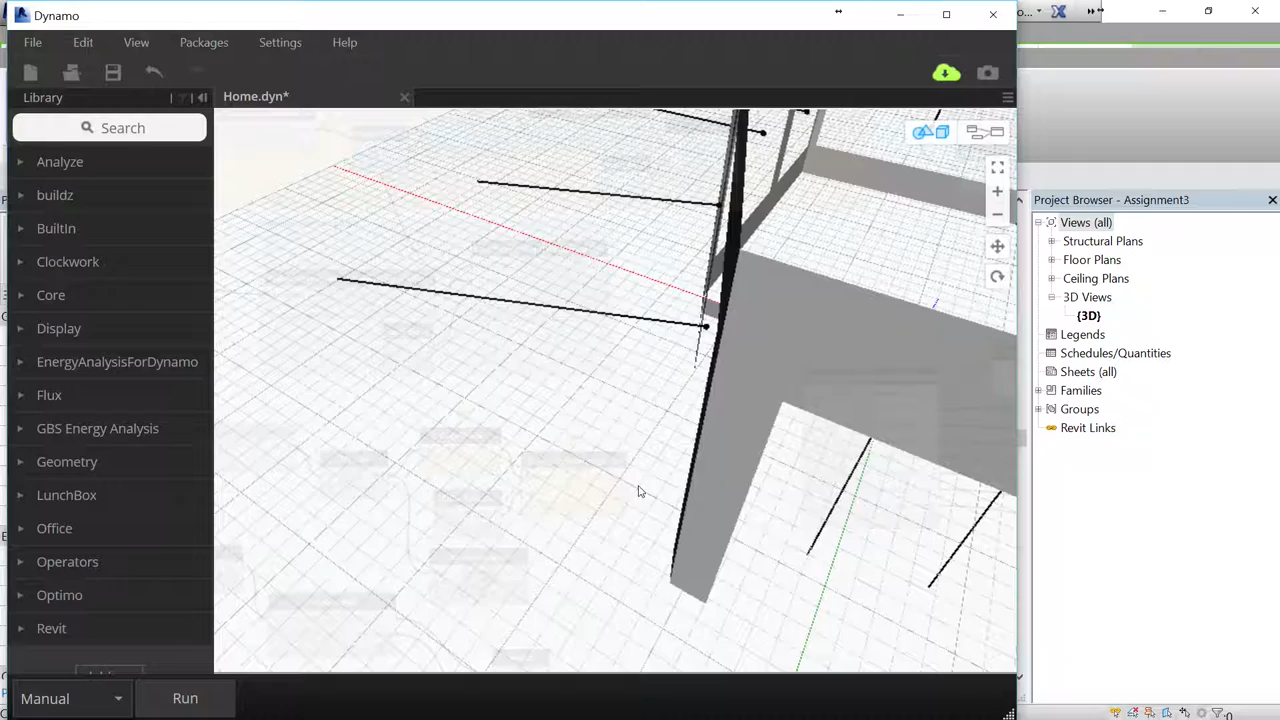 Dynamo
o...
File Edit View Packages Settings Help
Library
Home.dyn*
Search
Analyze
buildz
BuiltIn
Clockwork
Core
Display
EnergyAnalysisForDynamo
Flux
GBS Energy Analysis
Geometry
LunchBox
Office
Operators
Optimo
Revit
Manual
Run
Project Browser - Assignment3
Views (all)
Structural Plans
Floor Plans
Ceiling Plans
3D Views
{3D}
Legends
Schedules/Quantities
Sheets (all)
Families
Groups
Revit Links
:0